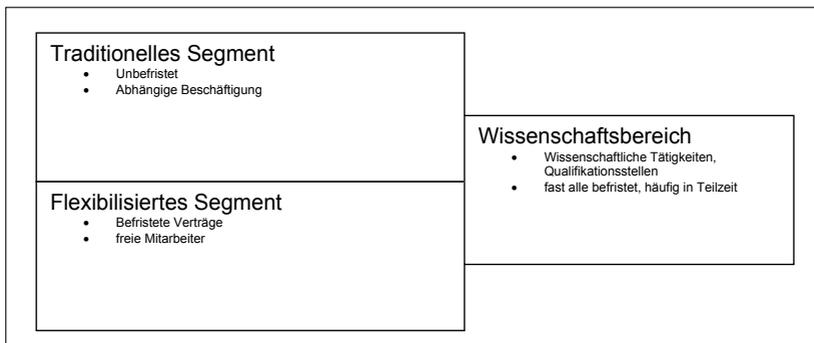 Traditionelles Segment
• Unbefristet
• Abhängige Beschäftigung
Flexibilisiertes Segment
• Befristete Verträge
• freie Mitarbeiter
Wissenschaftsbereich
• Wissenschaftliche Tätigkeiten,
Qualifikationsstellen
• fast alle befristet, häufig in Teilzeit